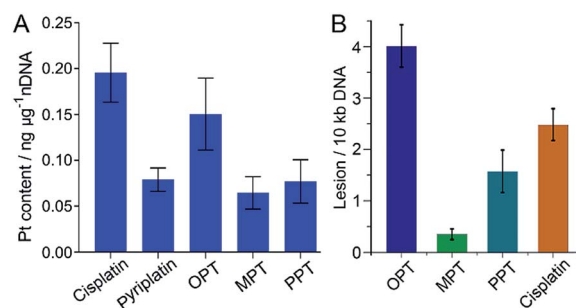 A
Pt content / ng μg⁻¹nDNA
0.25
0.20
0.15
0.10
0.05
0.00
Cisplatin
Pyriplatin
OPT
MPT
PPT
B
Lesion / 10 kb DNA
4
3
2
1
0
OPT
MPT
PPT
Cisplatin